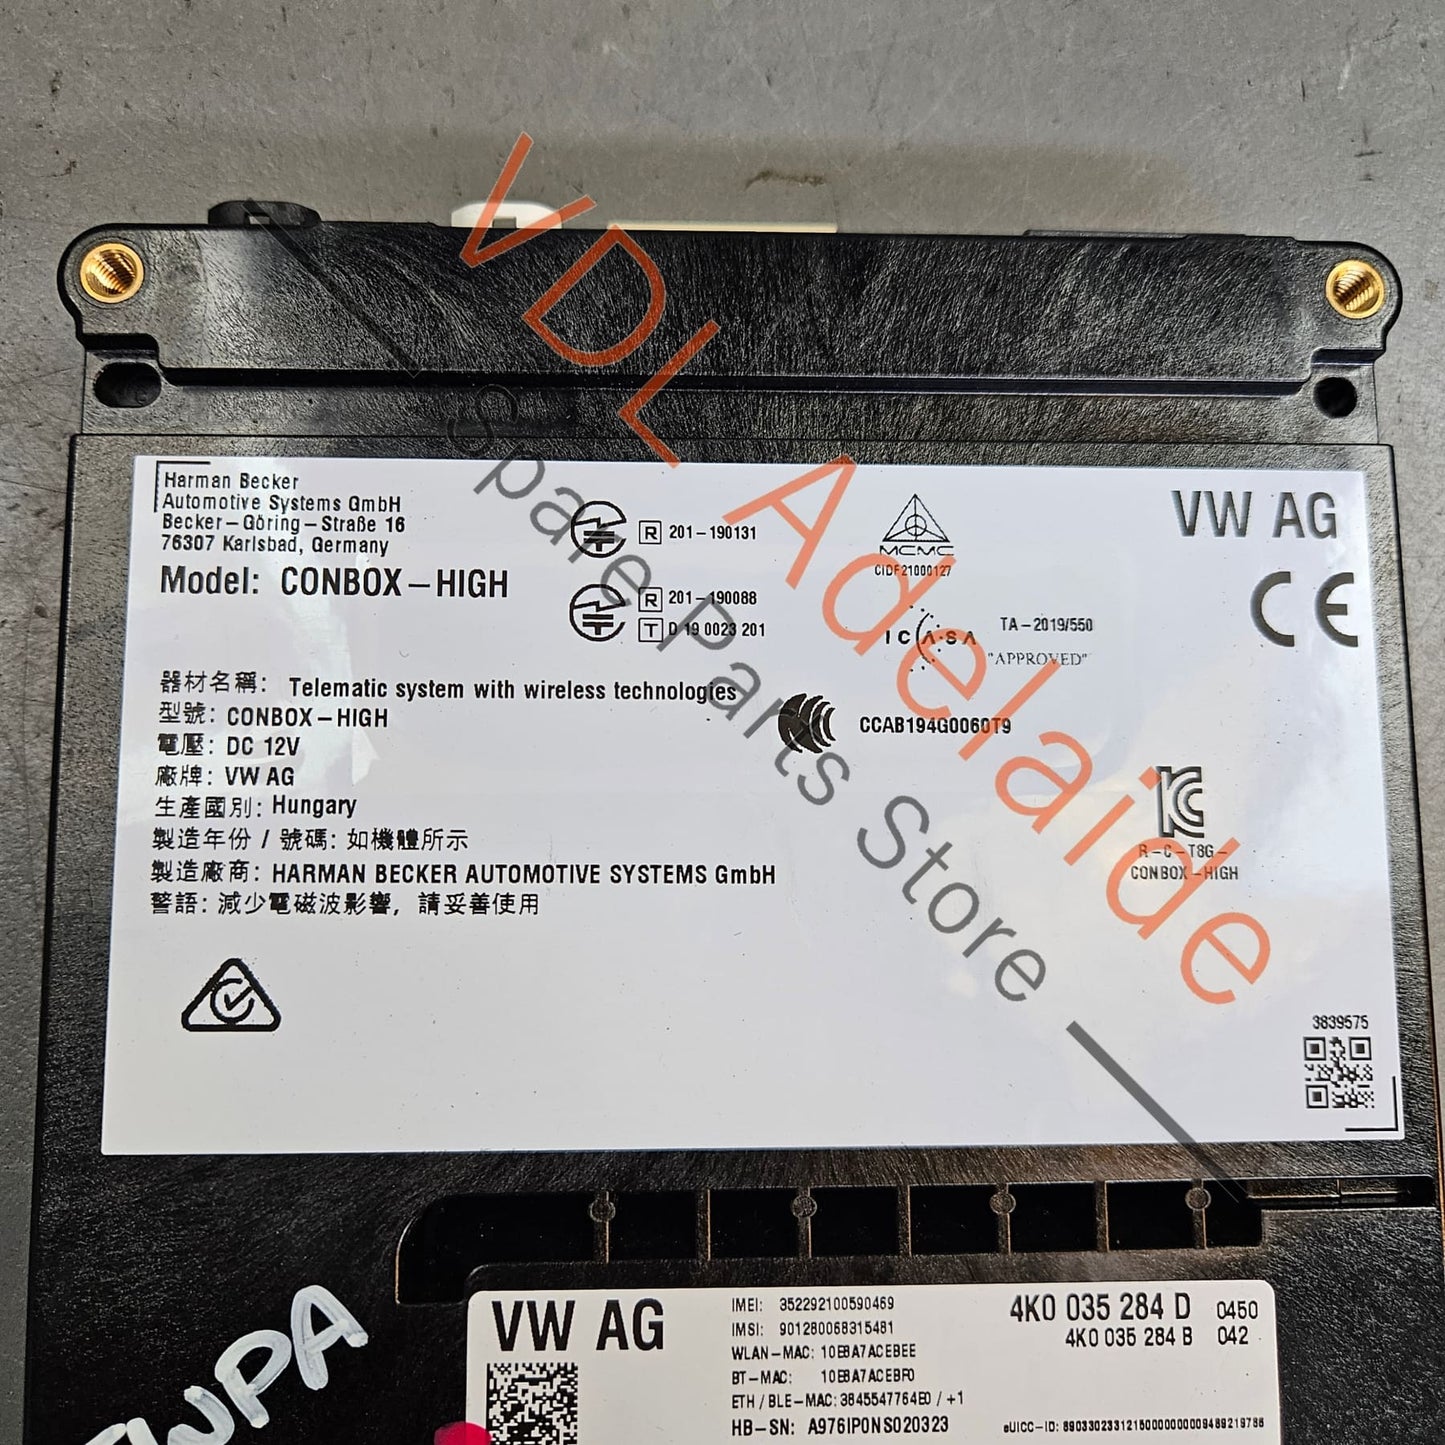 Harman Becker
Automotive Systems GmbH
Becker-Göring-Straße 16
76307 Karlsbad, Germany
Model: CONBOX-HIGH
R 201-190131
R 201-190088
T D 19 0023 201
MCMC
CIDF21000127
ICASA
TA-2019/550
"APPROVED"
VW AG
CE
器材名稱: Telematic system with wireless technologies
型號: CONBOX-HIGH
電壓: DC 12V
廠牌: VW AG
生產國別: Hungary
製造年份 / 號碼: 如機體所示
製造廠商: HARMAN BECKER AUTOMOTIVE SYSTEMS GmbH
警語: 減少電磁波影響, 請妥善使用
CCAB194G0060T9
R-C-T8G-
CONBOX-HIGH
3839575
VDL Adelaide
Spare Parts Store
VW AG
IMEI: 352292100590469
IMSI: 901280068315481
WLAN-MAC: 10E8A7ACEBEE
BT-MAC: 10E8A7ACEBF0
ETH / BLE-MAC: 3845547764E0 / +1
HB-SN: A976IP0NS020323
4K0 035 284 D 0450
4K0 035 284 B 042
eUICC-ID: